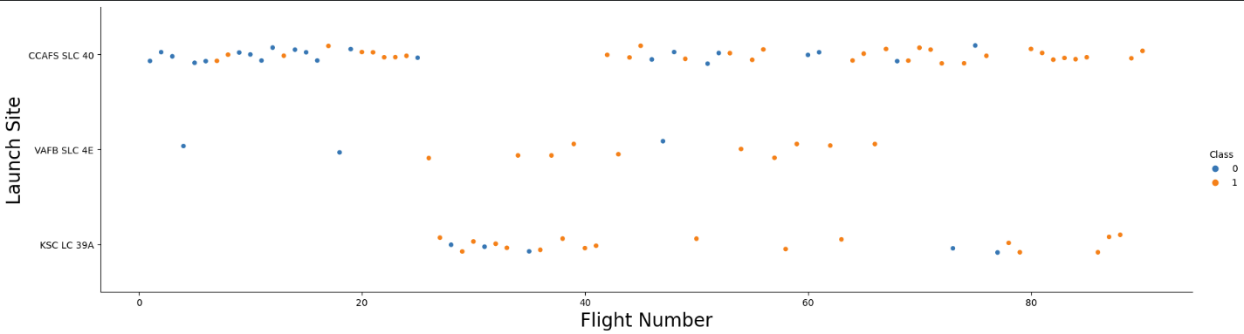 Launch Site
CCAFS SLC 40
VAFB SLC 4E
KSC LC 39A
0
20
40
60
80
Flight Number
Class
0
1